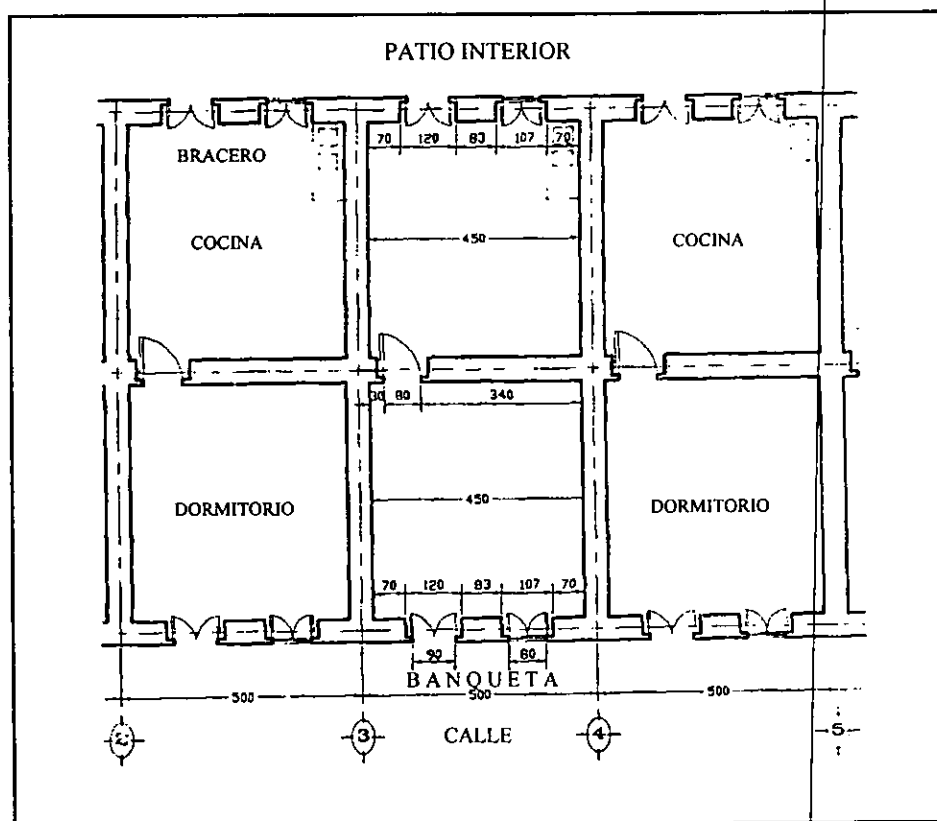 PATIO INTERIOR
70 120 83 107 70
BRACERO
COCINA
450
COCINA
30 80 340
450
DORMITORIO
DORMITORIO
70 120 83 107 70
90 80
BANQUETA
500 500 500
2 3 CALLE 4 5